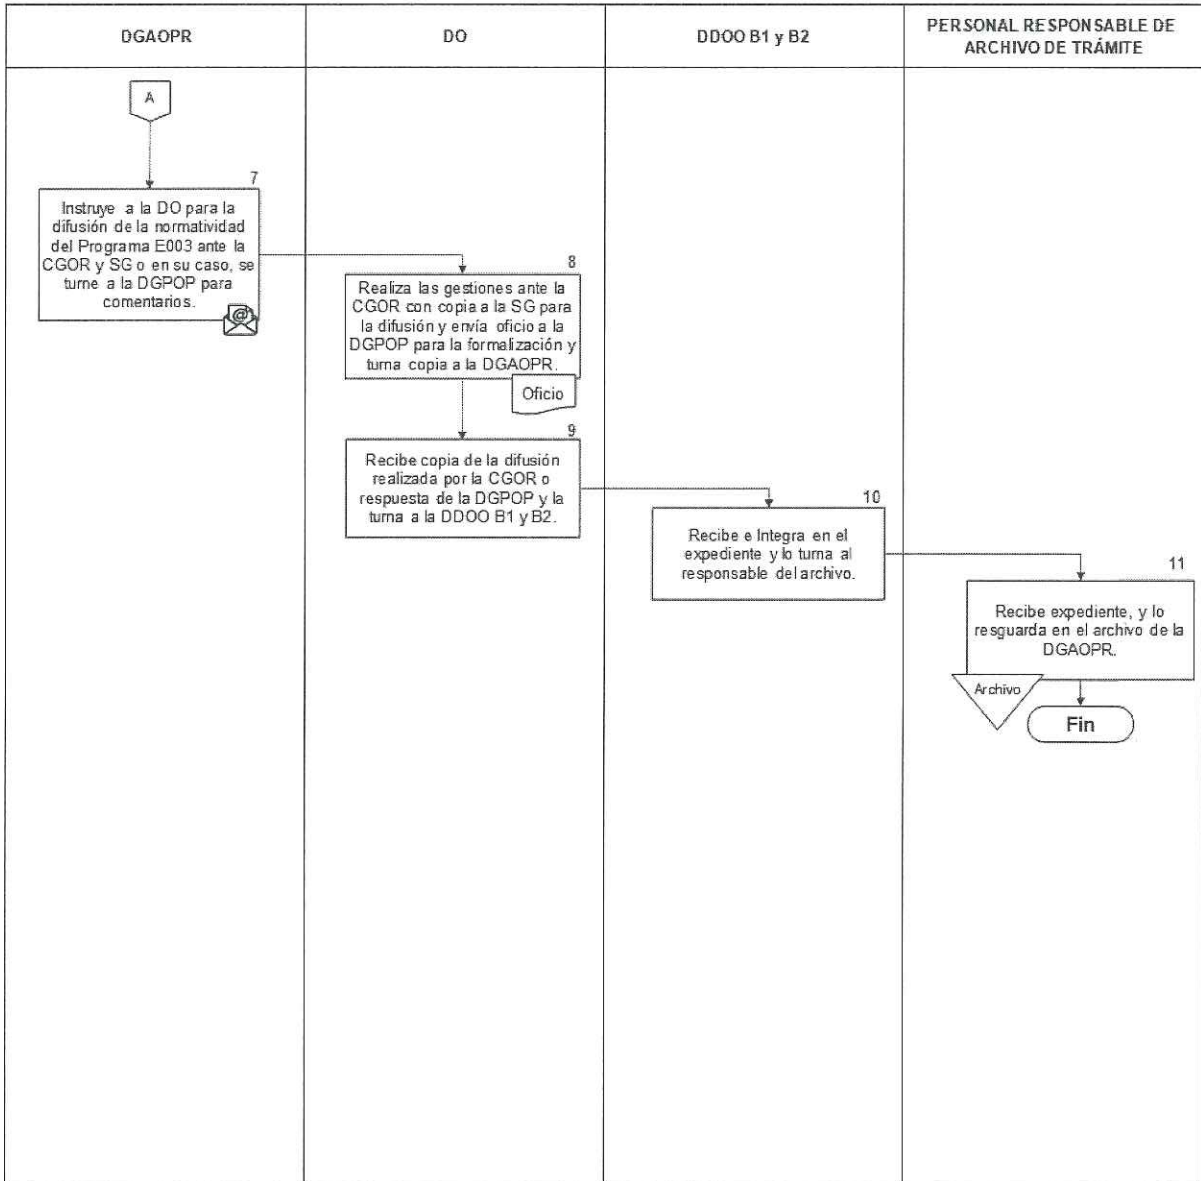 DGAOPR
DO
DDOO B1 y B2
PERSONAL RESPONSABLE DE
ARCHIVO DE TRÁMITE
A
7
Instruye a la DO para la
difusión de la normatividad
del Programa E003 ante la
CGOR y SG o en su caso, se
turne a la DGPOP para
comentarios.
@
8
Realiza las gestiones ante la
CGOR con copia a la SG para
la difusión y envía oficio a la
DGPOP para la formalización y
turna copia a la DGAOPR.
Oficio
9
Recibe copia de la difusión
realizada por la CGOR o
respuesta de la DGPOP y la
turna a la DDOO B1 y B2.
10
Recibe e Integra en el
expediente y lo turna al
responsable del archivo.
11
Recibe expediente, y lo
resguarda en el archivo de la
DGAOPR.
Archivo
Fin